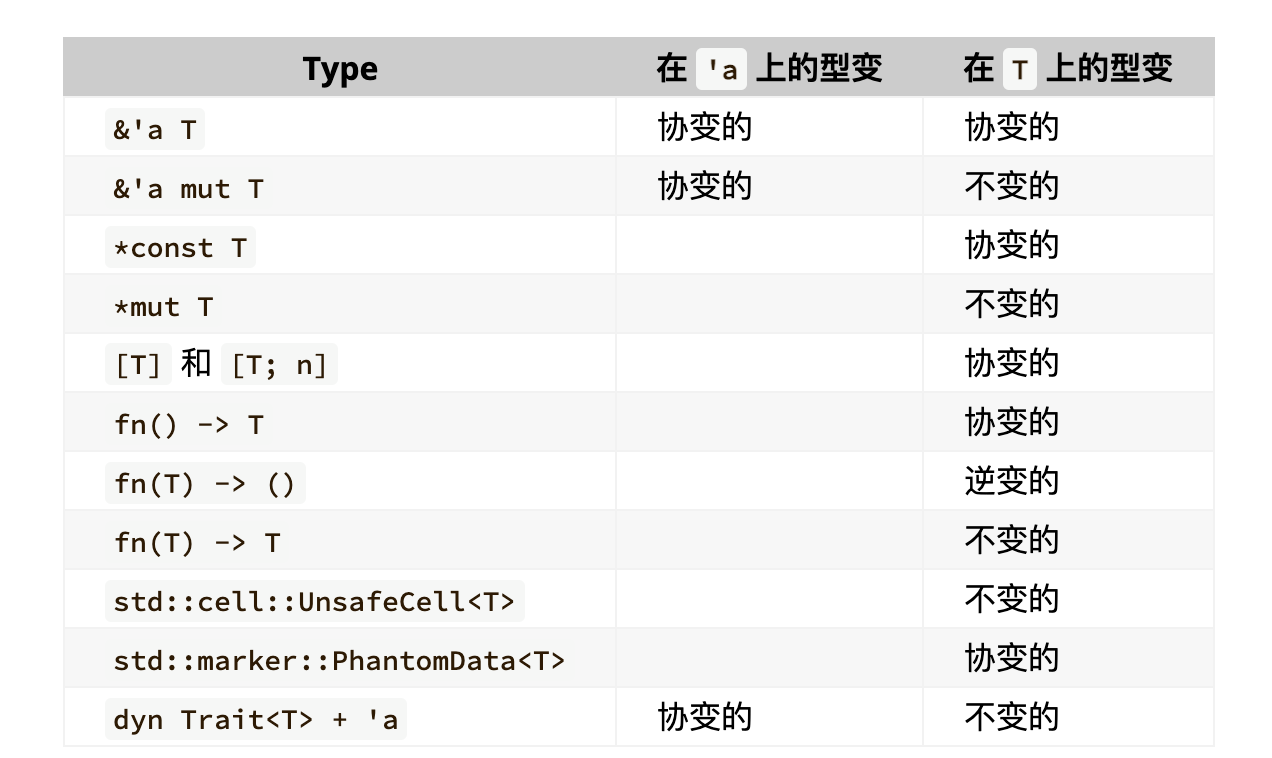 Type 在 'a 上的型变 在 T 上的型变
&'a T 协变的 协变的
&'a mut T 协变的 不变的
*const T 协变的
*mut T 不变的
[T] 和 [T; n] 协变的
fn() -> T 协变的
fn(T) -> () 逆变的
fn(T) -> T 不变的
std::cell::UnsafeCell<T> 不变的
std::marker::PhantomData<T> 协变的
dyn Trait<T> + 'a 协变的 不变的